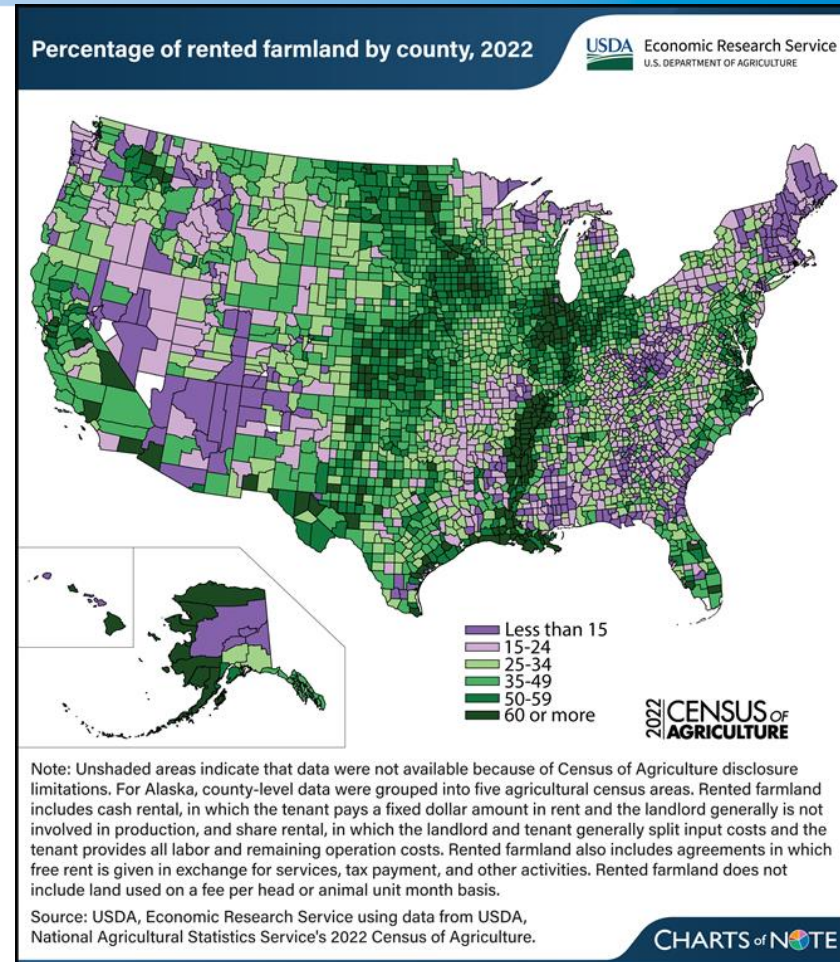 Percentage of rented farmland by county, 2022
USDA Economic Research Service
U.S. DEPARTMENT OF AGRICULTURE
Less than 15
15-24
25-34
35-49
50-59
60 or more
2022 CENSUS OF
AGRICULTURE
Note: Unshaded areas indicate that data were not available because of Census of Agriculture disclosure
limitations. For Alaska, county-level data were grouped into five agricultural census areas. Rented farmland
includes cash rental, in which the tenant pays a fixed dollar amount in rent and the landlord generally is not
involved in production, and share rental, in which the landlord and tenant generally split input costs and the
tenant provides all labor and remaining operation costs. Rented farmland also includes agreements in which
free rent is given in exchange for services, tax payment, and other activities. Rented farmland does not
include land used on a fee per head or animal unit month basis.
Source: USDA, Economic Research Service using data from USDA,
National Agricultural Statistics Service's 2022 Census of Agriculture.
CHARTS of NOTE